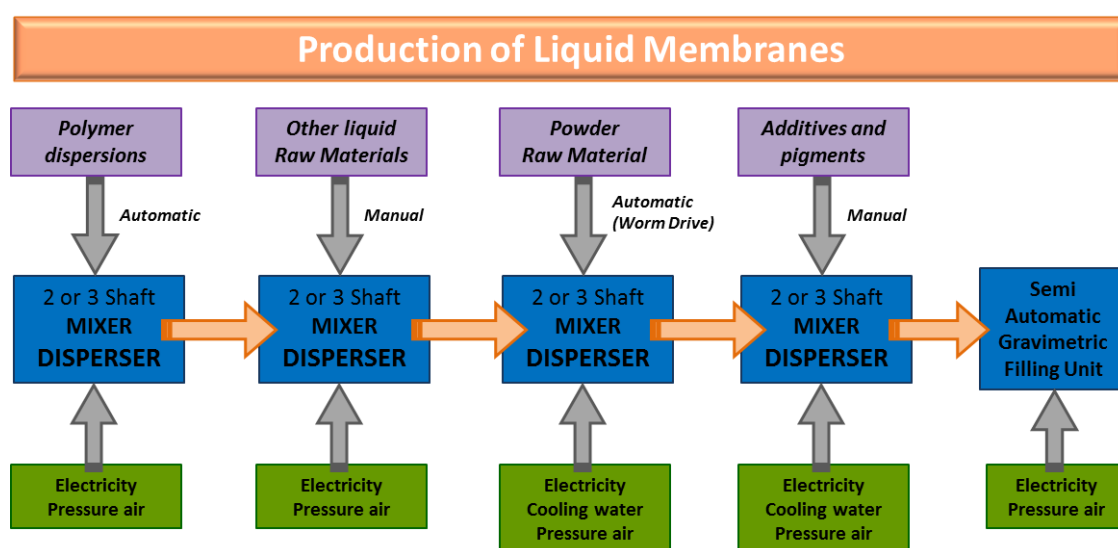 Production of Liquid Membranes
Polymer
dispersions
Other liquid
Raw Materials
Powder
Raw Material
Additives and
pigments
Automatic
Manual
Automatic
(Worm Drive)
Manual
2 or 3 Shaft
MIXER
DISPERSER
2 or 3 Shaft
MIXER
DISPERSER
2 or 3 Shaft
MIXER
DISPERSER
2 or 3 Shaft
MIXER
DISPERSER
Semi
Automatic
Gravimetric
Filling Unit
Electricity
Pressure air
Electricity
Pressure air
Electricity
Cooling water
Pressure air
Electricity
Cooling water
Pressure air
Electricity
Pressure air